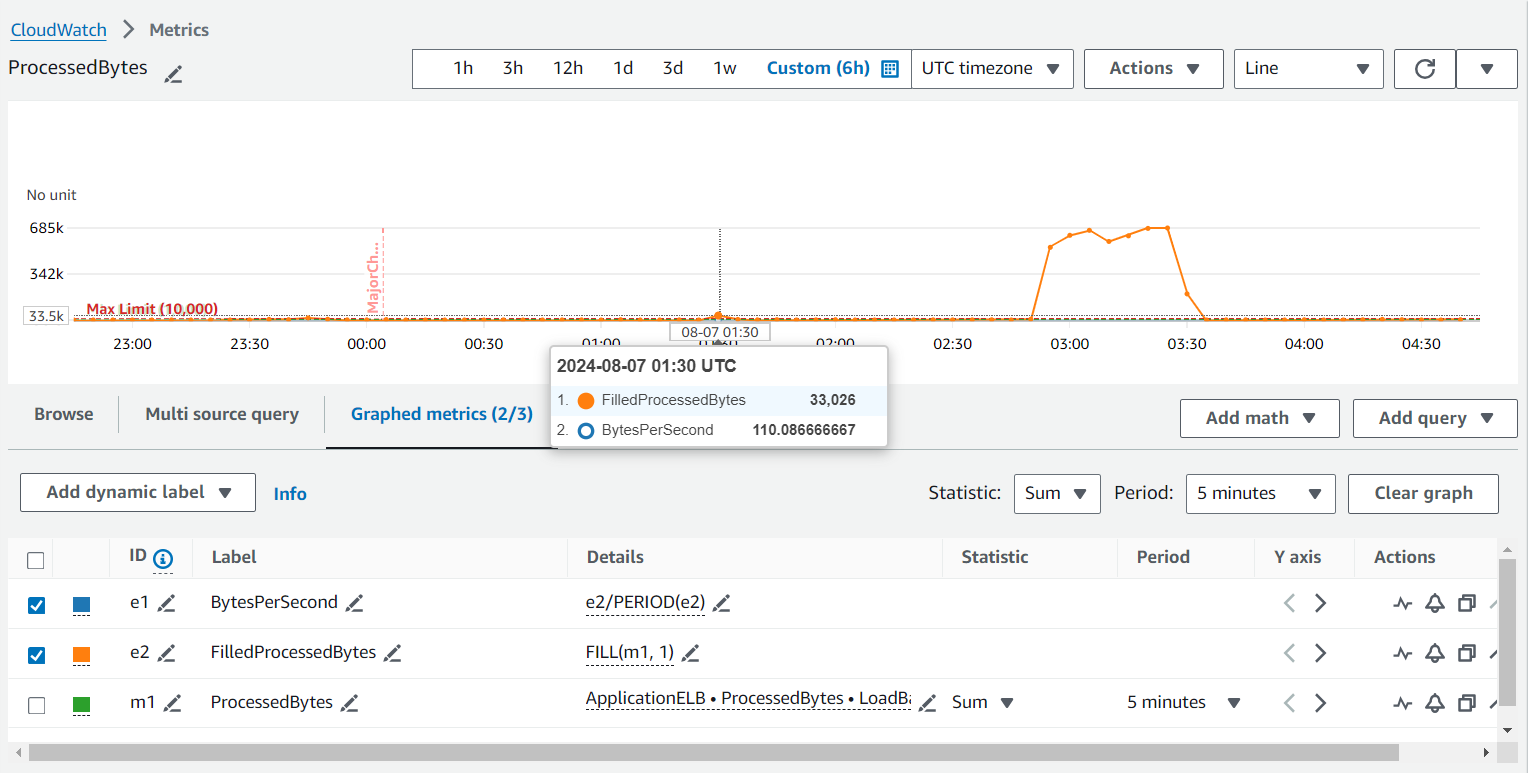 CloudWatch > Metrics
ProcessedBytes
1h 3h 12h 1d 3d 1w Custom (6h) UTC timezone Actions Line
No unit
685k
342k
33.5k
Max Limit (10,000)
MajorCh...
08-07 01:30
23:00 23:30 00:00 00:30 01:00 02:00 02:30 03:00 03:30 04:00 04:30
2024-08-07 01:30 UTC
1. FilledProcessedBytes 33,026
2. BytesPerSecond 110.086666667
Browse Multi source query Graphed metrics (2/3) Add math Add query
Add dynamic label Info Statistic: Sum Period: 5 minutes Clear graph
ID Label Details Statistic Period Y axis Actions
e1 BytesPerSecond e2/PERIOD(e2)
e2 FilledProcessedBytes FILL(m1, 1)
m1 ProcessedBytes ApplicationELB • ProcessedBytes • LoadBa Sum 5 minutes